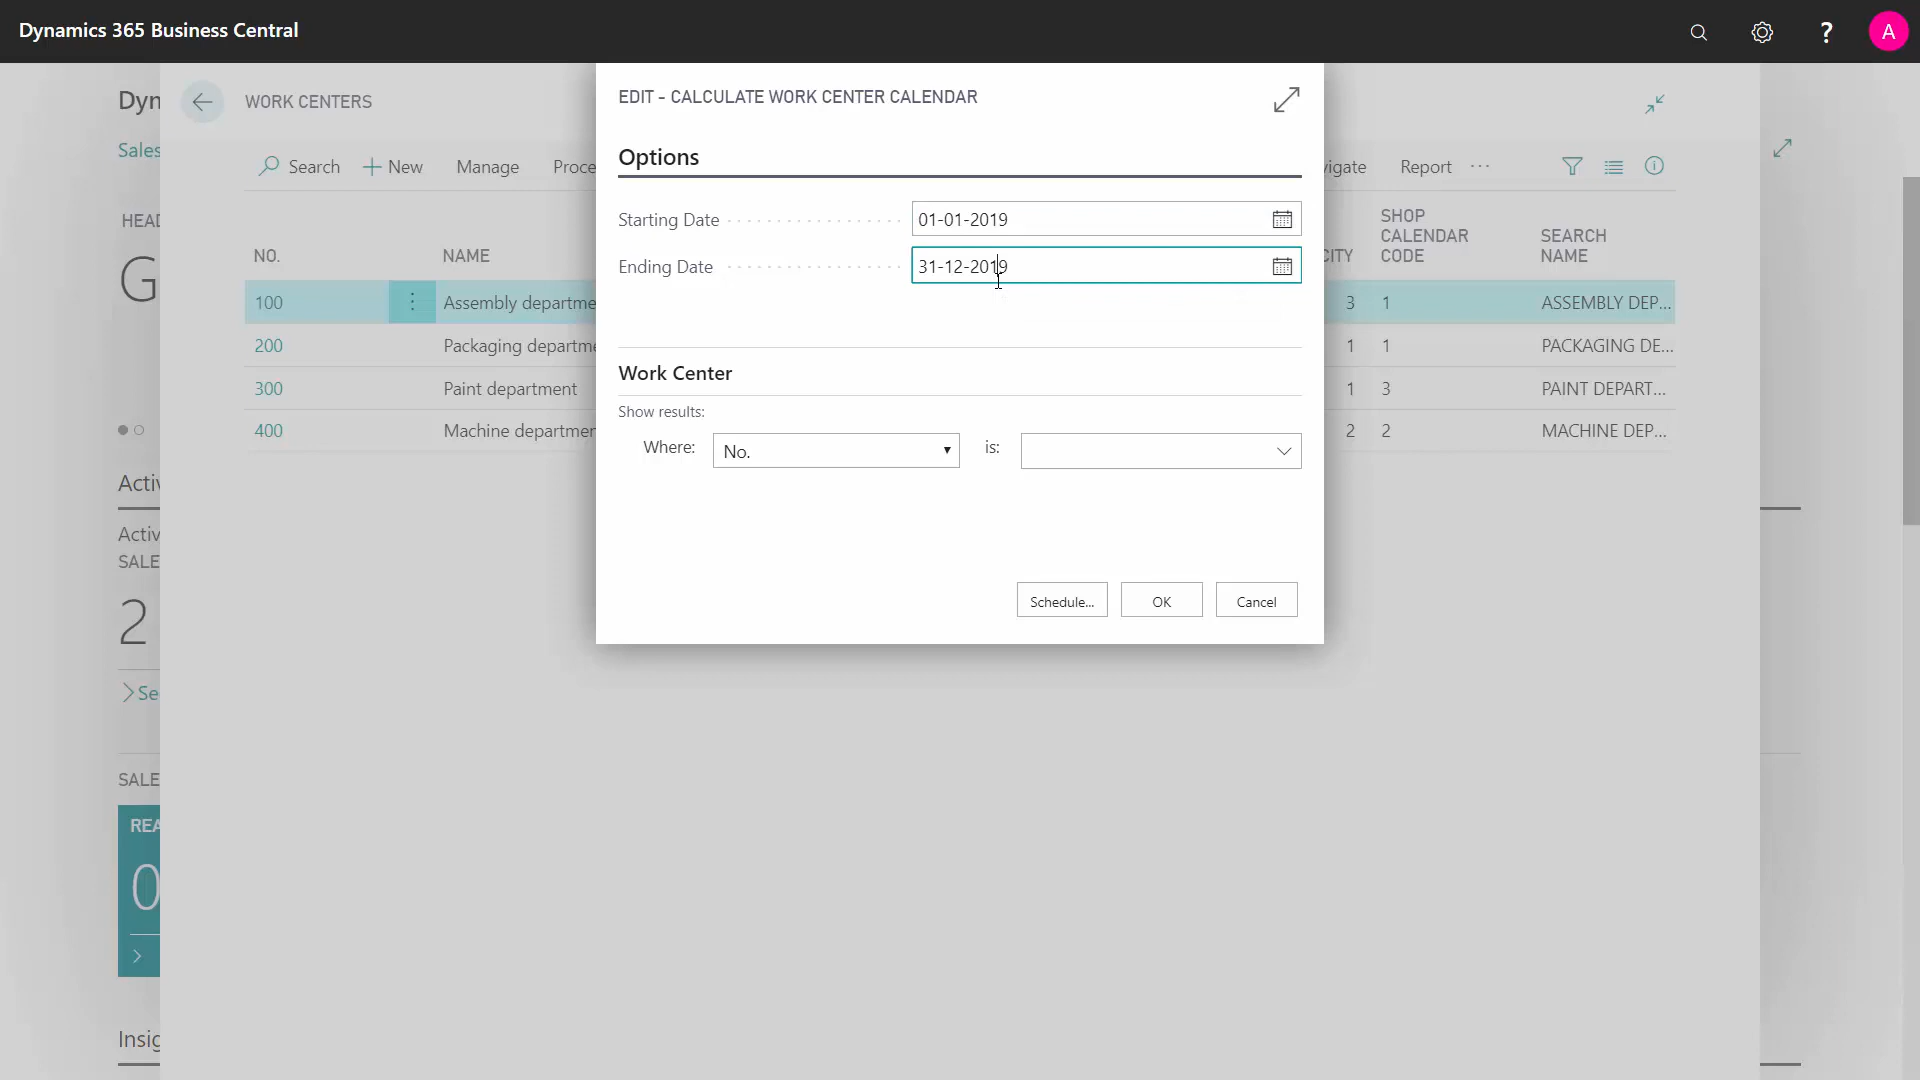 Dynamics 365 Business Central
?
A
Dyn
WORK CENTERS
EDIT - CALCULATE WORK CENTER CALENDAR
Sales
Search
New
Manage
Proce
vigate
Report
Options
HEAD
G
Starting Date
01-01-2019
Ending Date
31-12-2019
NO.
NAME
CITY
SHOP
CALENDAR
CODE
SEARCH
NAME
100 Assembly departme 3 1 ASSEMBLY DEP...
200 Packaging departme 1 1 PACKAGING DE...
300 Paint department 1 3 PAINT DEPART...
400 Machine departmen 2 2 MACHINE DEP...
Work Center
Show results:
Where: No. is:
Schedule...
OK
Cancel
Activ
Activ
SALE
2
Se
SALE
REA
0
Insig